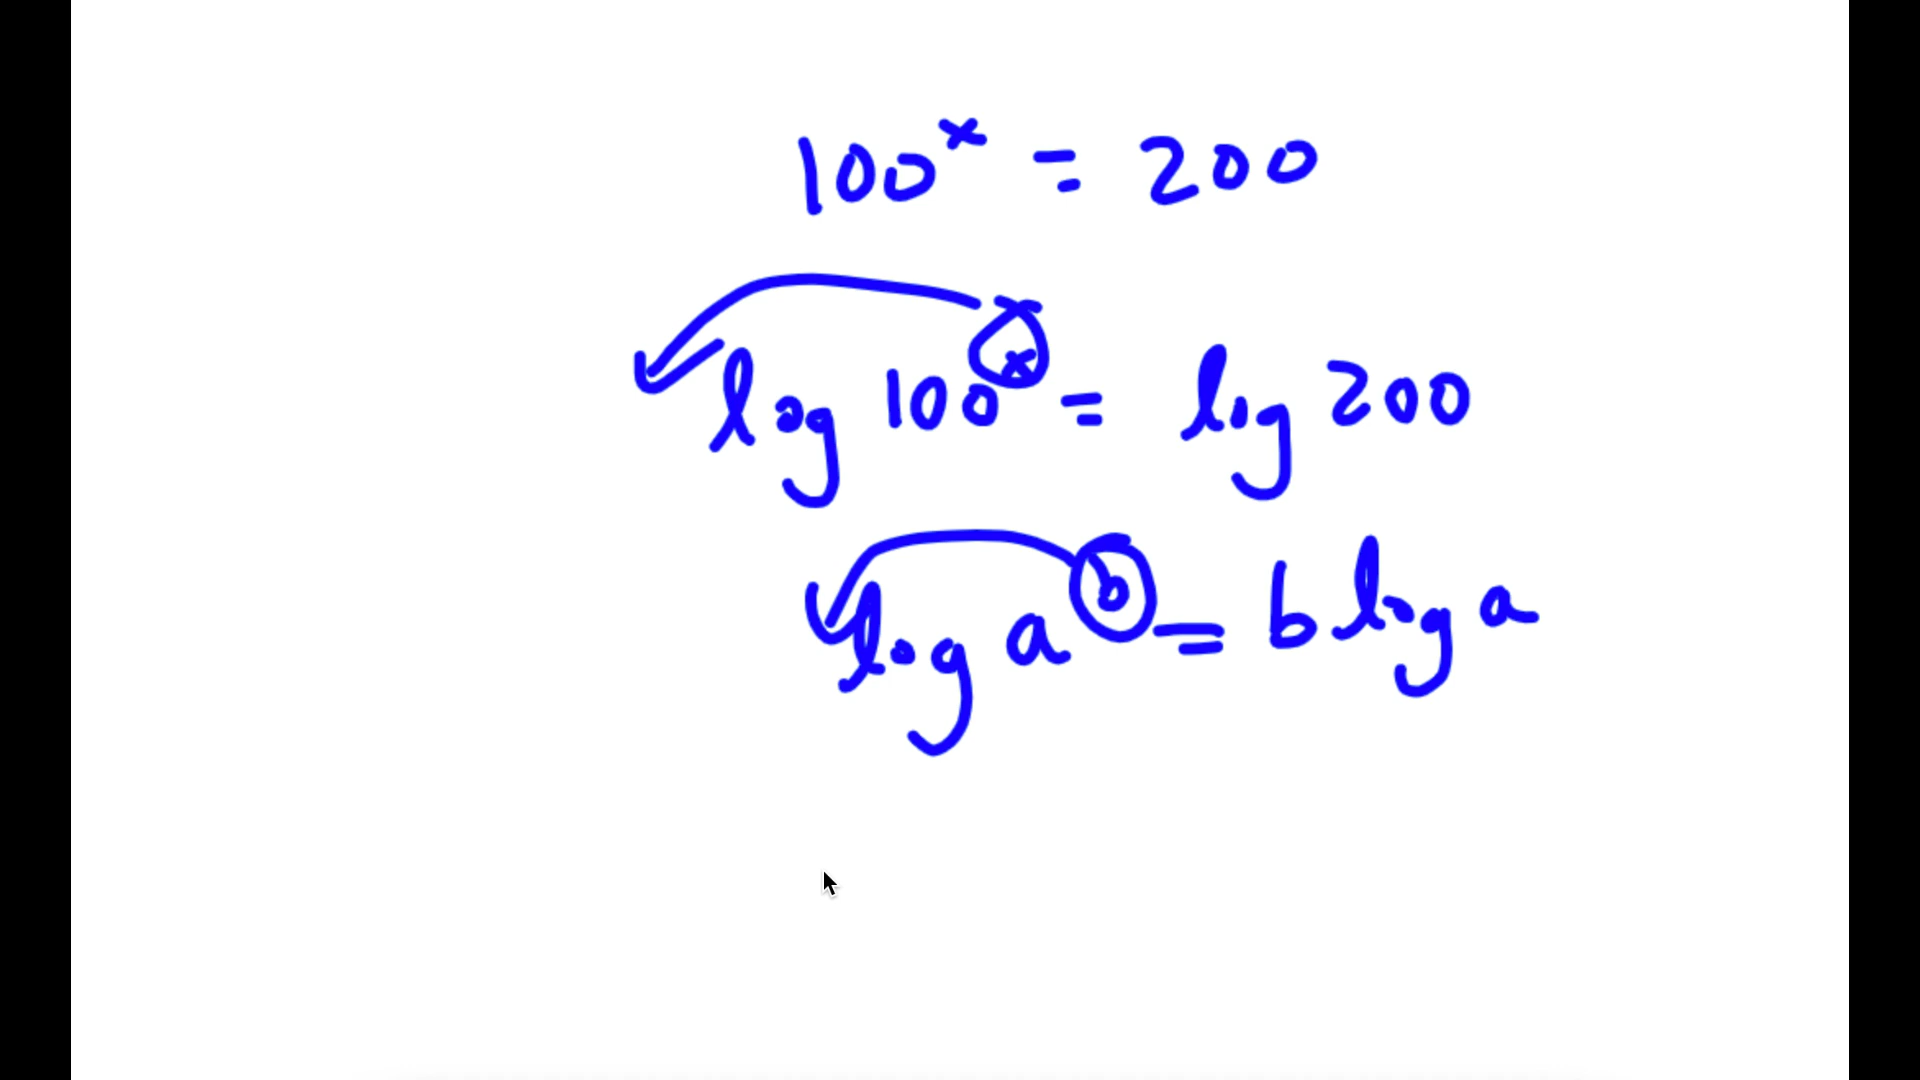 100^x = 200
log 100^x = log 200
log a^b = b log a